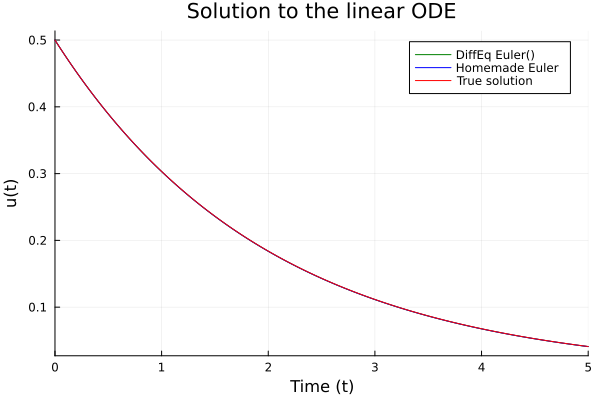 Solution to the linear ODE
DiffEq Euler()
Homemade Euler
True solution
u(t)
0.5
0.4
0.3
0.2
0.1
0 1 2 3 4 5
Time (t)